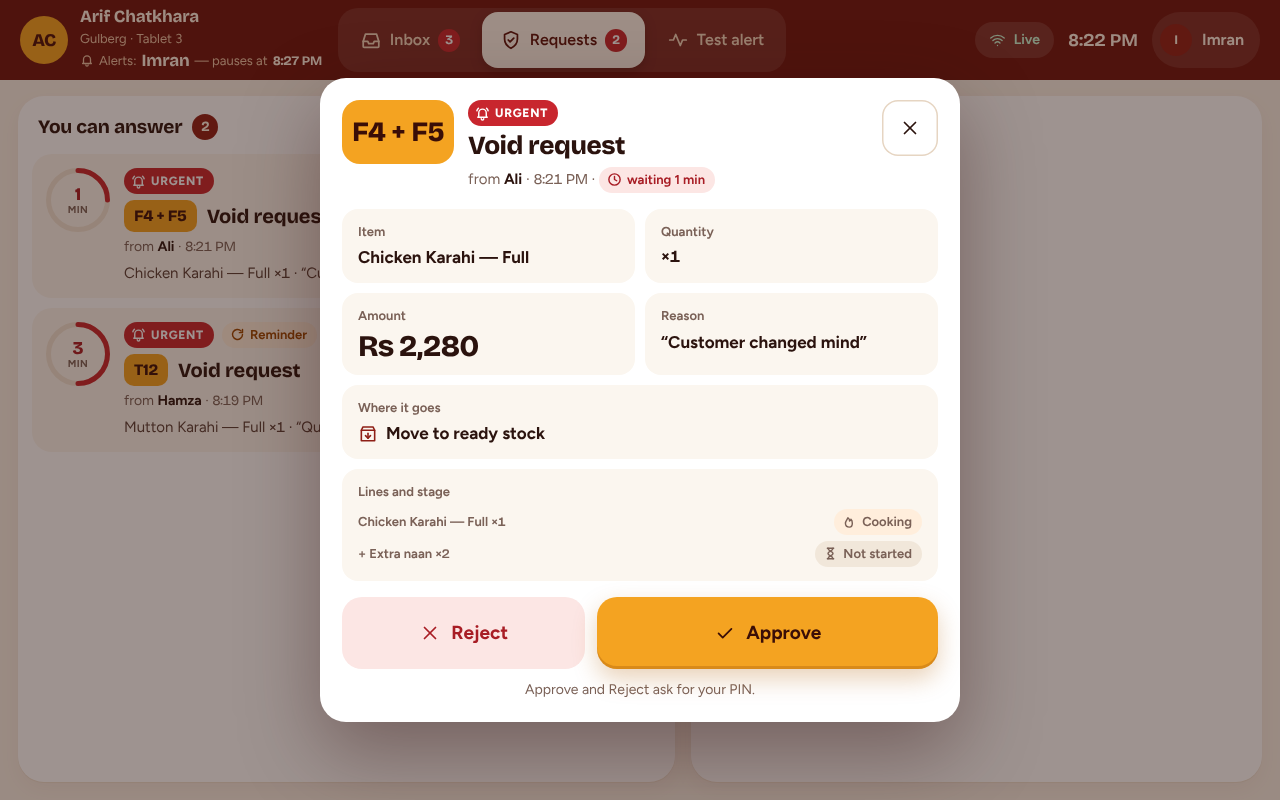 AC
Arif Chatkhara
Gulberg · Tablet 3
Alerts: Imran — pauses at 8:27 PM
Inbox 3
Requests 2
Test alert
Live
8:22 PM
I
Imran
You can answer 2
1 MIN
URGENT
F4 + F5 Void reques
from Ali · 8:21 PM
Chicken Karahi — Full ×1 · “Cu
3 MIN
URGENT
Reminder
T12 Void request
from Hamza · 8:19 PM
Mutton Karahi — Full ×1 · “Qu
F4 + F5
URGENT
Void request
from Ali · 8:21 PM · waiting 1 min
Item
Chicken Karahi — Full
Quantity
×1
Amount
Rs 2,280
Reason
“Customer changed mind”
Where it goes
Move to ready stock
Lines and stage
Chicken Karahi — Full ×1 Cooking
+ Extra naan ×2 Not started
Reject
Approve
Approve and Reject ask for your PIN.